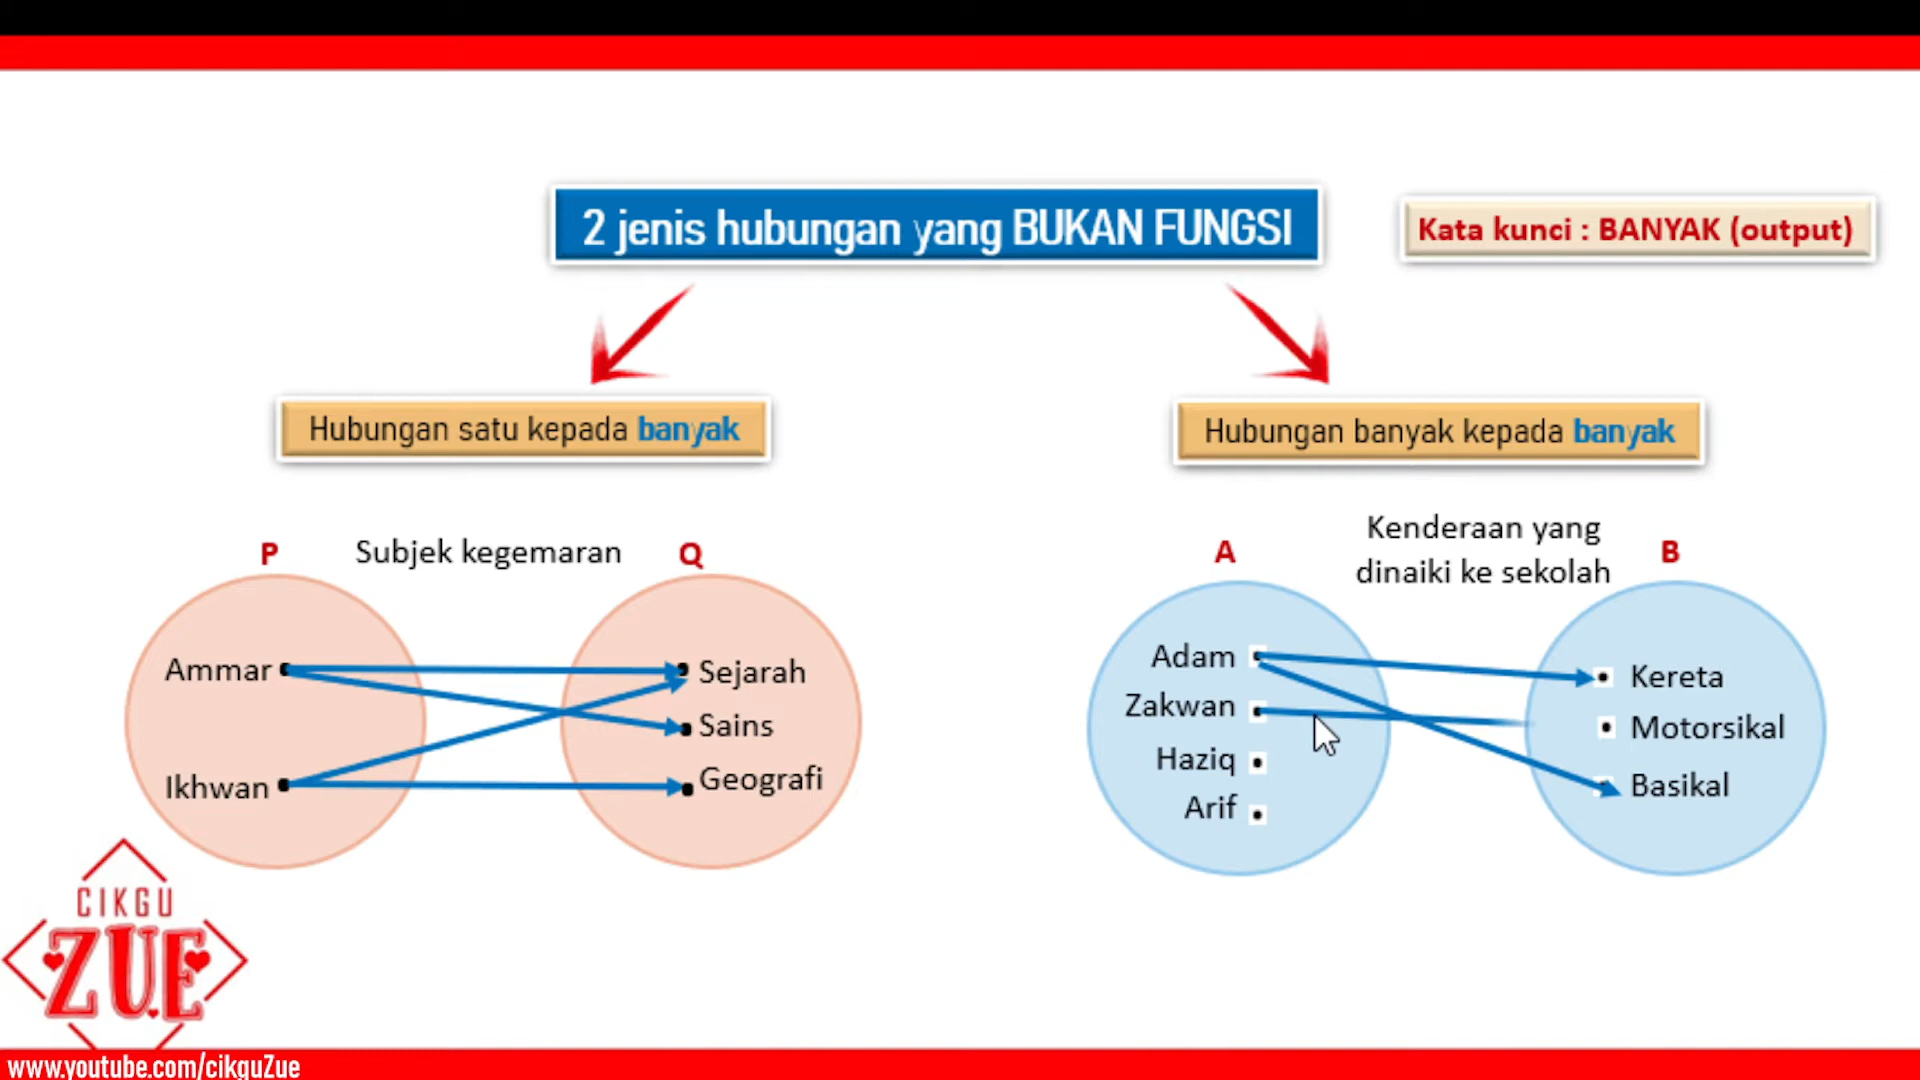 2 jenis hubungan yang BUKAN FUNGSI
Kata kunci : BANYAK (output)
Hubungan satu kepada banyak
Hubungan banyak kepada banyak
P
Subjek kegemaran
Q
Ammar
Ikhwan
Sejarah
Sains
Geografi
A
Kenderaan yang
dinaiki ke sekolah
B
Adam
Zakwan
Haziq
Arif
Kereta
Motorsikal
Basikal
CIKGU
ZUE
www.youtube.com/cikguZue